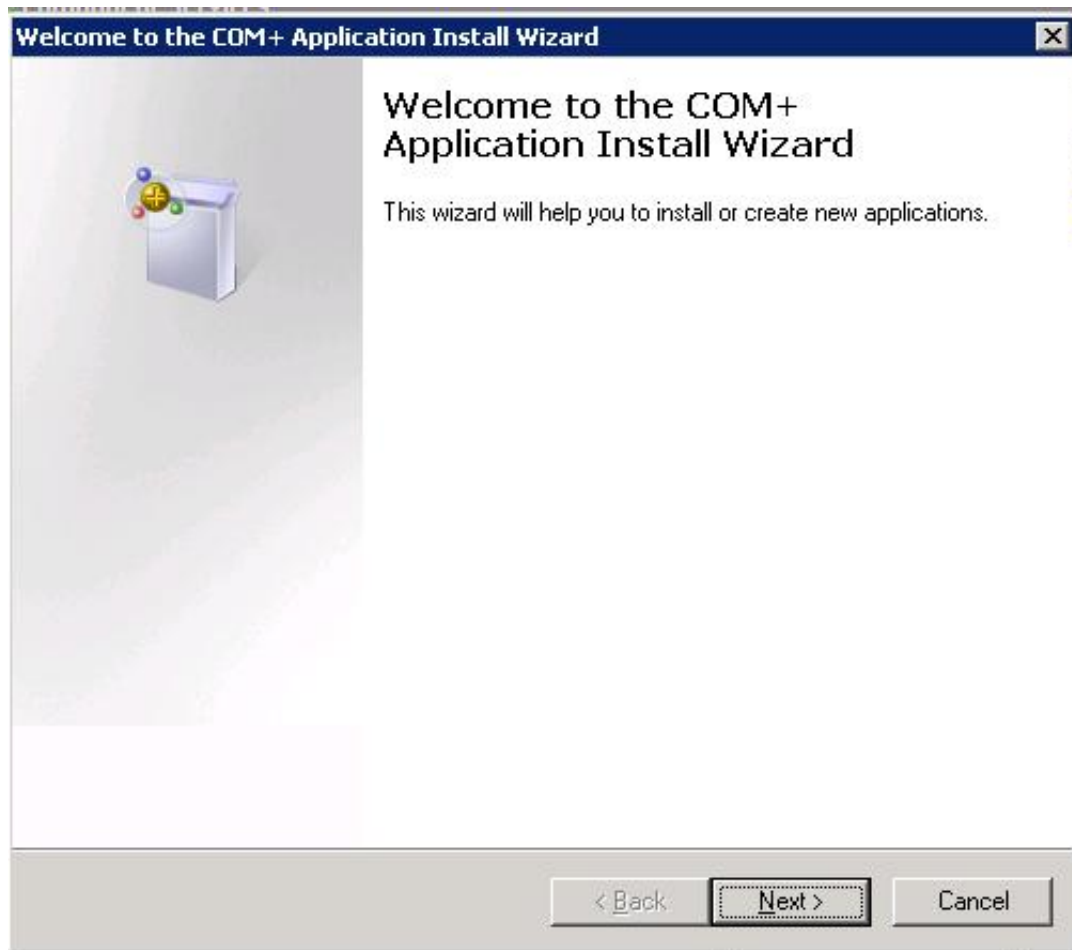 Welcome to the COM+ Application Install Wizard
Welcome to the COM+
Application Install Wizard
This wizard will help you to install or create new applications.
< Back
Next >
Cancel